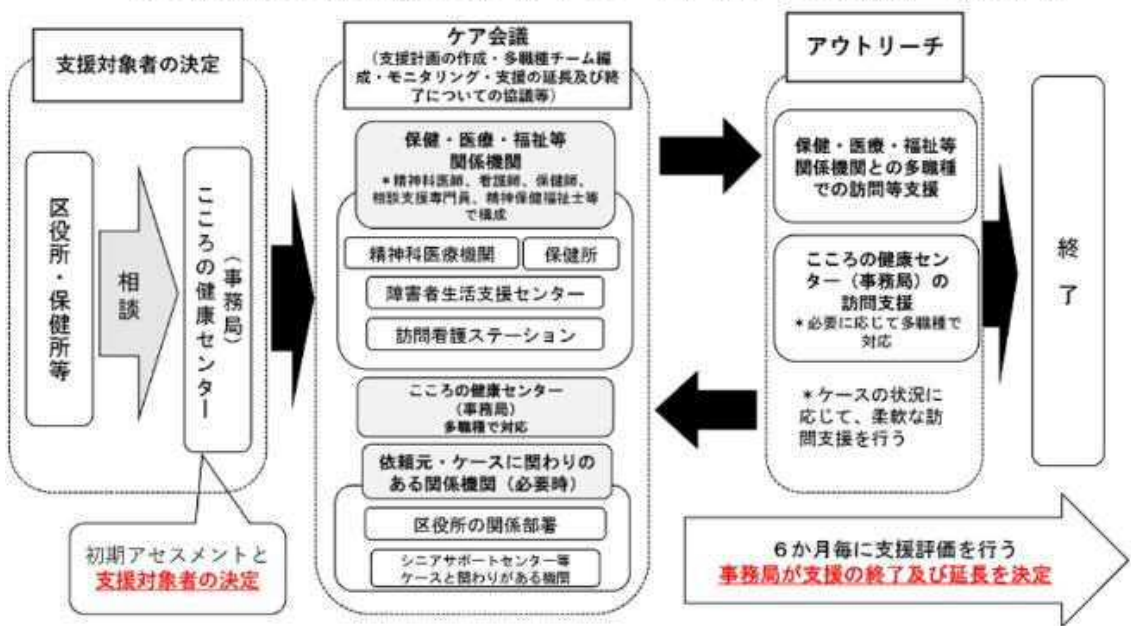 支援対象者の決定
区役所・保健所等
相談
こころの健康センター
（事務局）
初期アセスメントと
支援対象者の決定
ケア会議
（支援計画の作成・多職種チーム編
成・モニタリング・支援の延長及び終
了についての協議等）
保健・医療・福祉等
関係機関
＊精神科医師、看護師、保健師、
相談支援専門員、精神保健福祉士等
で構成
精神科医療機関
保健所
障害者生活支援センター
訪問看護ステーション
こころの健康センター
（事務局）
多職種で対応
依頼元・ケースに関わりの
ある関係機関（必要時）
区役所の関係部署
シニアサポートセンター等
ケースと関わりがある機関
アウトリーチ
保健・医療・福祉等
関係機関との多職種
での訪問等支援
こころの健康セン
ター（事務局）の
訪問支援
＊必要に応じて多職種で
対応
＊ケースの状況に
応じて、柔軟な訪
問支援を行う
終了
６か月毎に支援評価を行う
事務局が支援の終了及び延長を決定